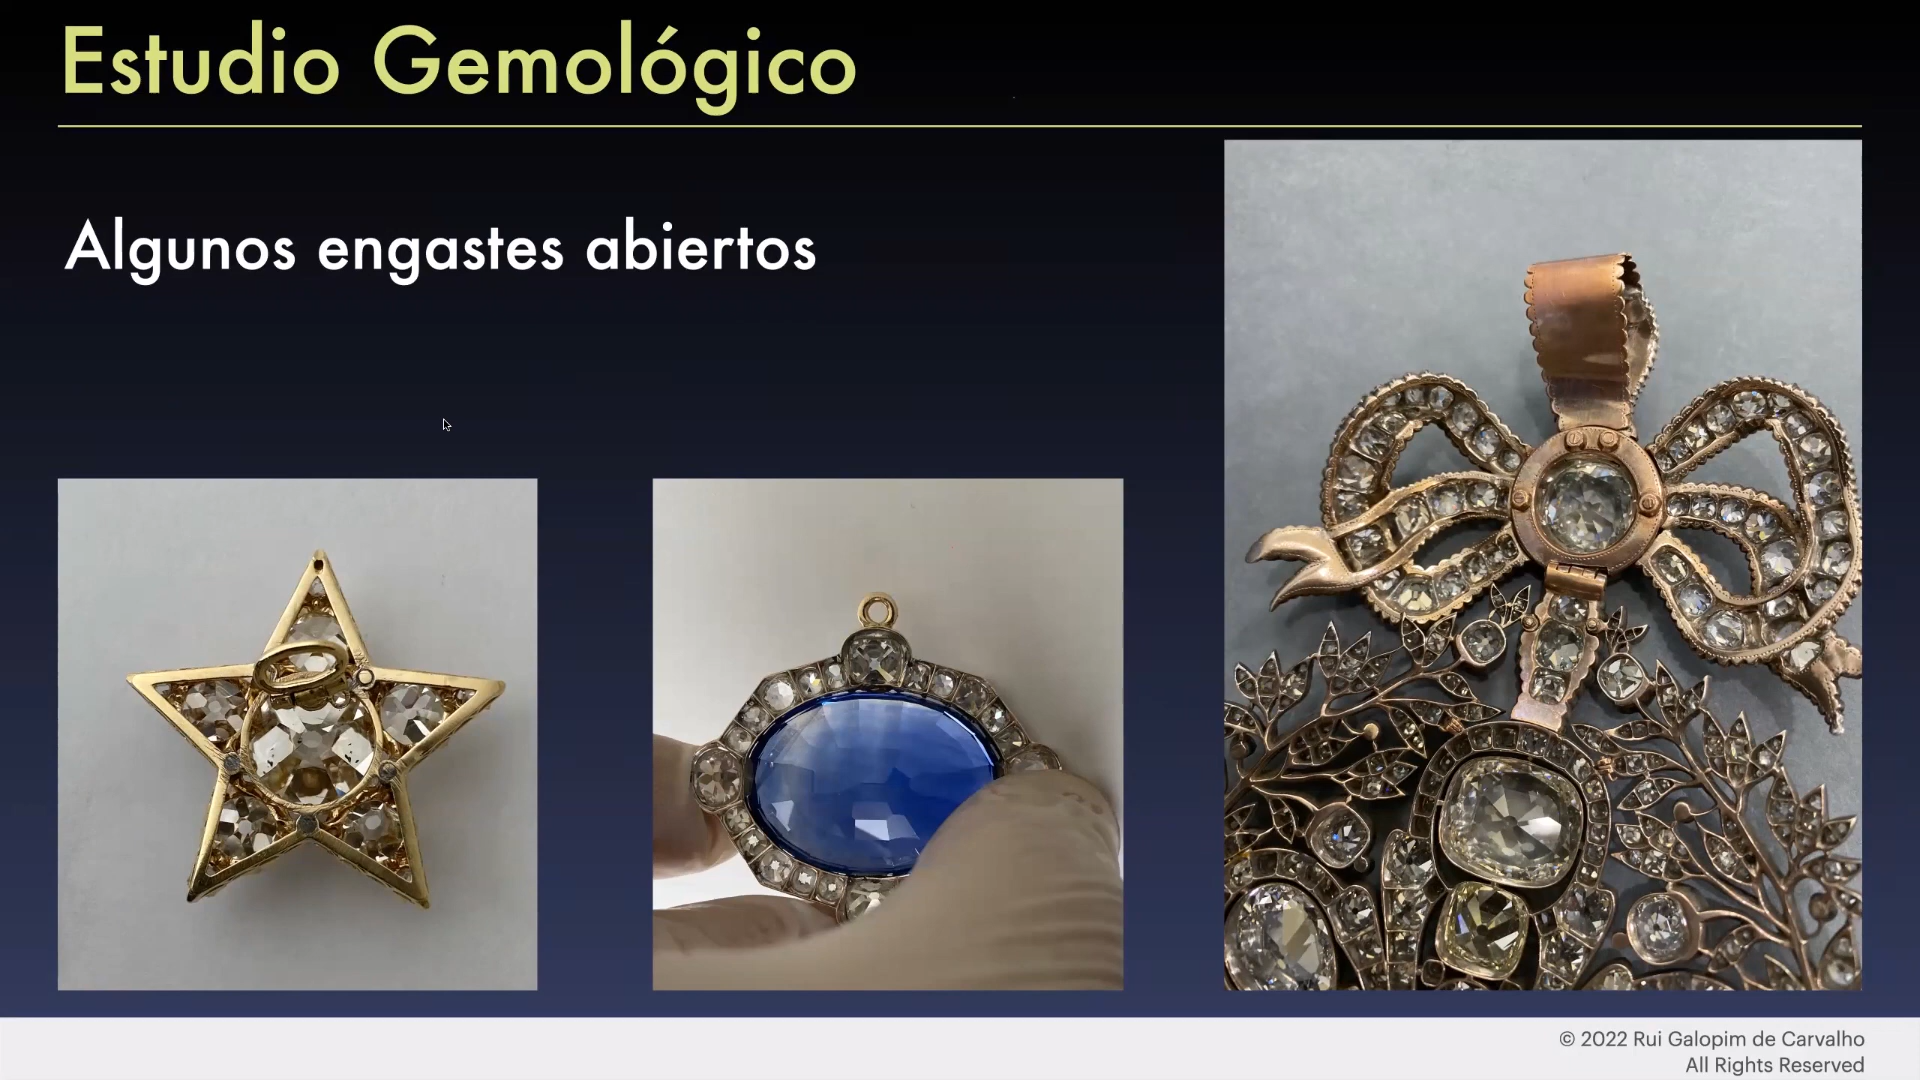 Estudio Gemológico
Algunos engastes abiertos
© 2022 Rui Galopim de Carvalho
All Rights Reserved